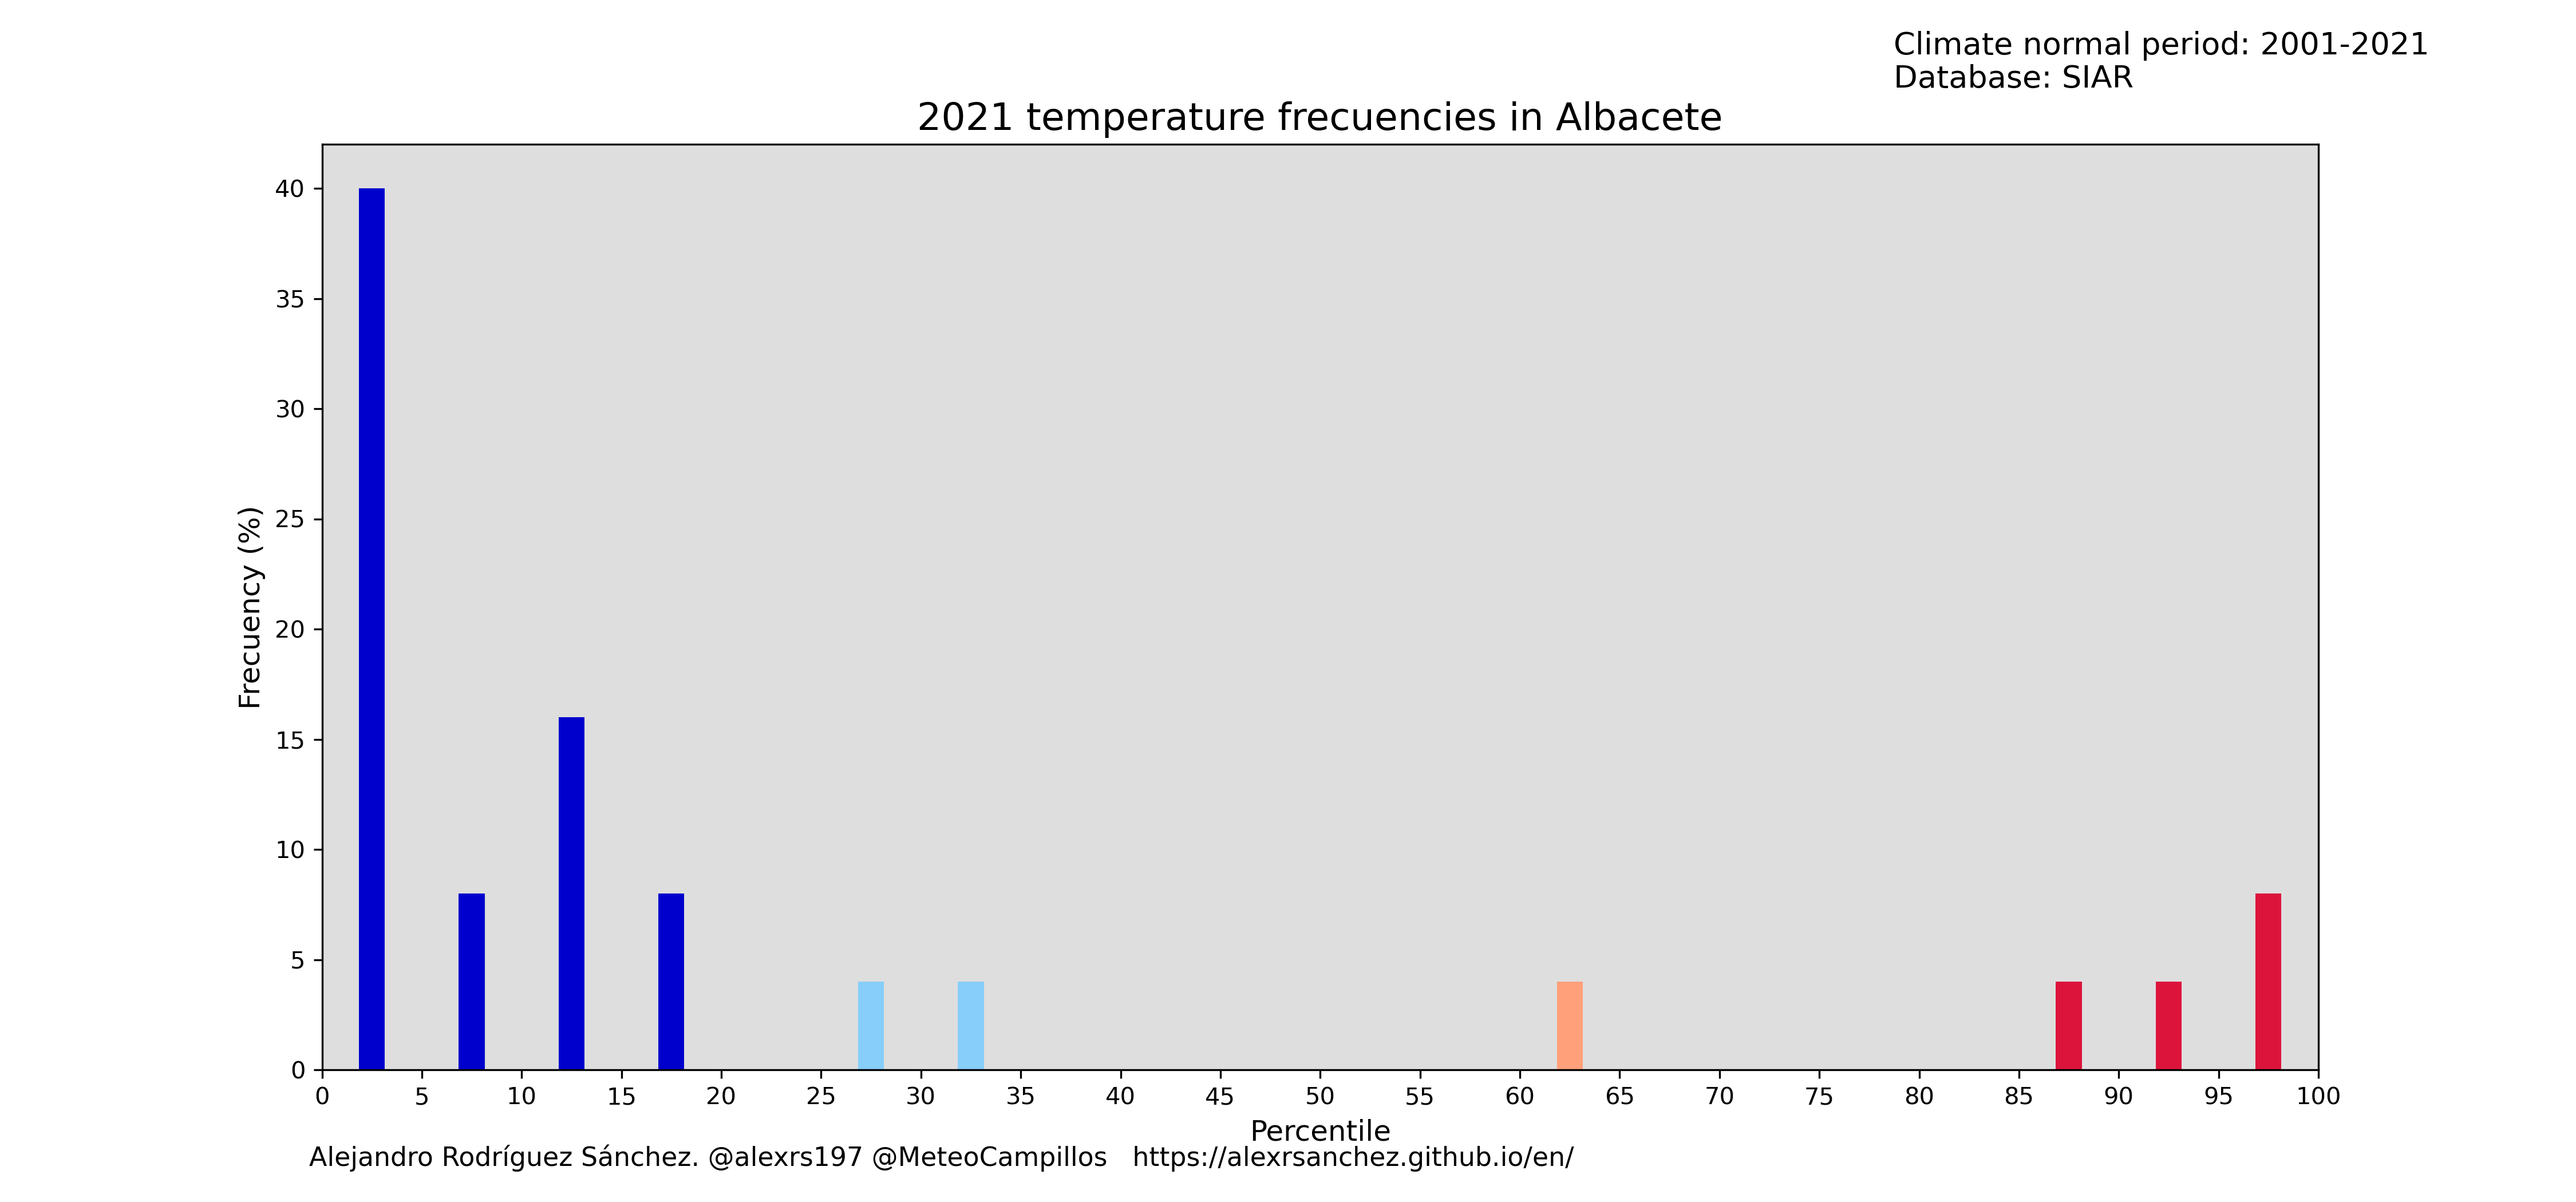 Climate normal period: 2001-2021
Database: SIAR
2021 temperature frecuencies in Albacete
40
35
30
25
20
15
10
5
0
Frecuency (%)
0 5 10 15 20 25 30 35 40 45 50 55 60 65 70 75 80 85 90 95 100
Percentile
Alejandro Rodríguez Sánchez. @alexrs197 @MeteoCampillos https://alexrsanchez.github.io/en/